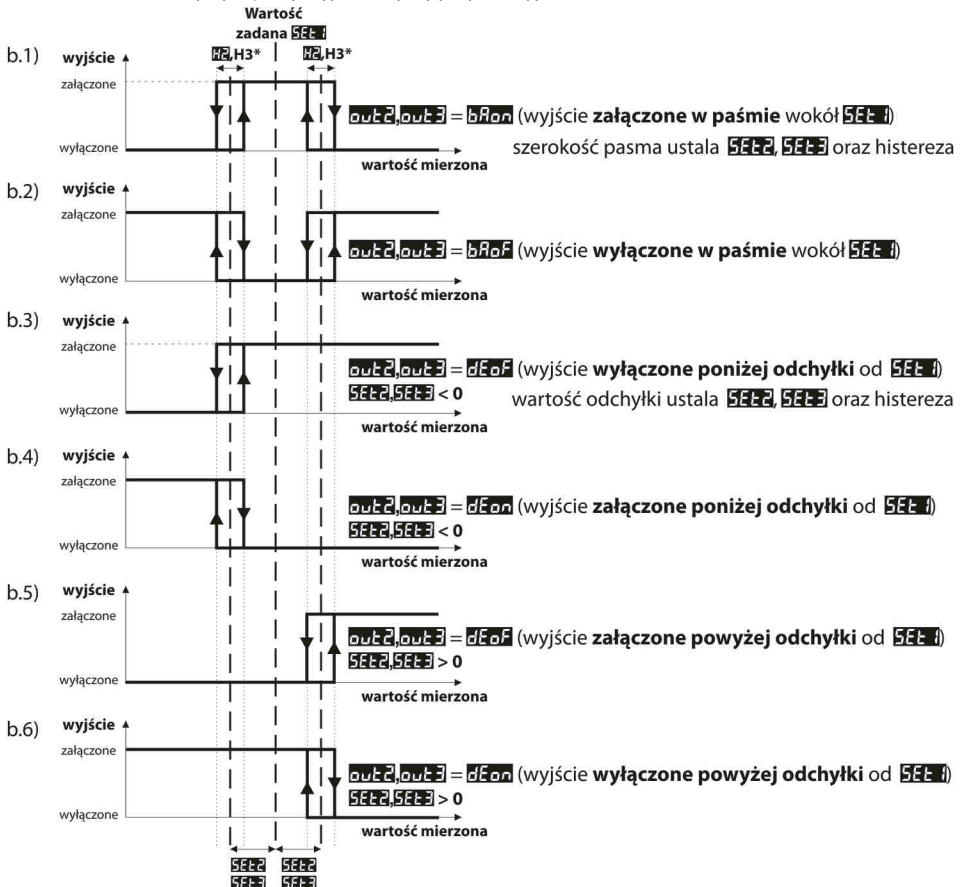 Wartość
zadana SEt1
H2,H3* H2,H3*
b.1) wyjście
załączone
out2,out3 = bAon (wyjście załączone w paśmie wokół SEt1)
szerokość pasma ustala SEt2, SEt3 oraz histereza
wyłączone
wartość mierzona
b.2) wyjście
załączone
out2,out3 = bAoF (wyjście wyłączone w paśmie wokół SEt1)
wyłączone
wartość mierzona
b.3) wyjście
załączone
out2,out3 = dEoF (wyjście wyłączone poniżej odchyłki od SEt1)
SEt2,SEt3 < 0 wartość odchyłki ustala SEt2, SEt3 oraz histereza
wyłączone
wartość mierzona
b.4) wyjście
załączone
out2,out3 = dEon (wyjście załączone poniżej odchyłki od SEt1)
SEt2,SEt3 < 0
wyłączone
wartość mierzona
b.5) wyjście
załączone
out2,out3 = dEoF (wyjście załączone powyżej odchyłki od SEt1)
SEt2,SEt3 > 0
wyłączone
wartość mierzona
b.6) wyjście
załączone
out2,out3 = dEon (wyjście wyłączone powyżej odchyłki od SEt1)
SEt2,SEt3 > 0
wyłączone
wartość mierzona
SEt2 SEt2
SEt3 SEt3